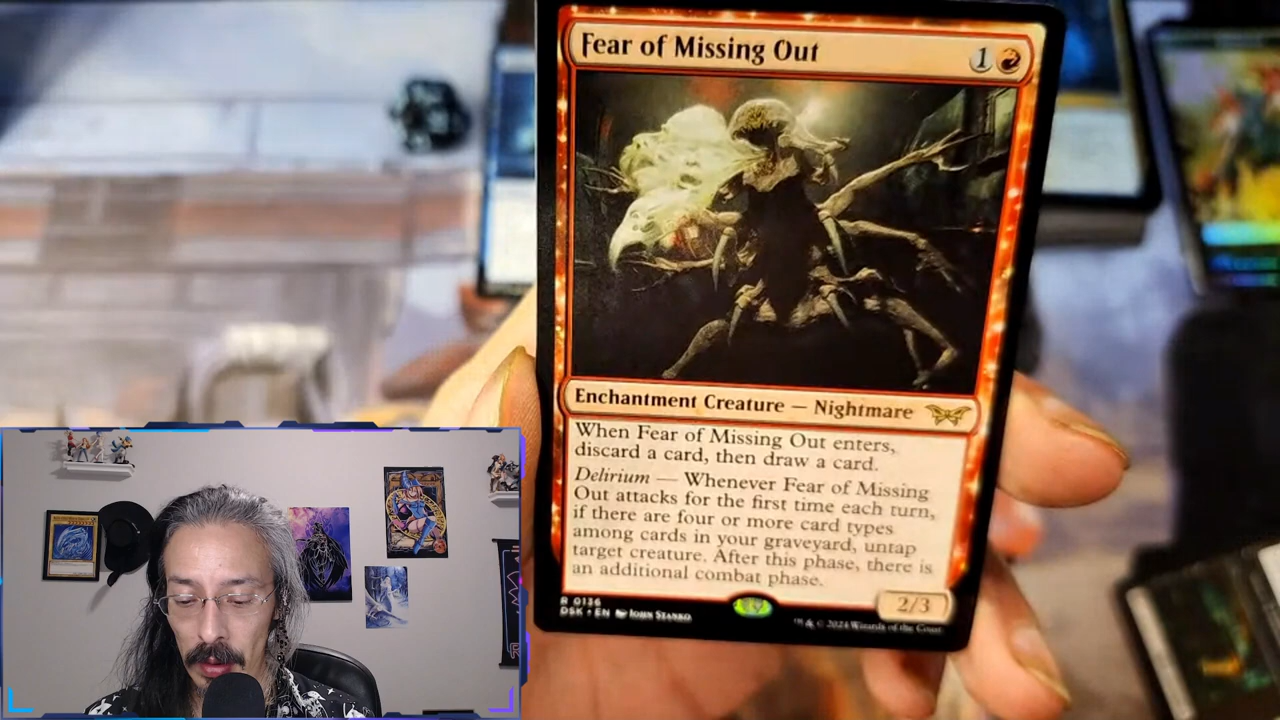 Fear of Missing Out
1
Enchantment Creature — Nightmare
When Fear of Missing Out enters,
discard a card, then draw a card.
Delirium — Whenever Fear of Missing
Out attacks for the first time each turn,
if there are four or more card types
among cards in your graveyard, untap
target creature. After this phase, there is
an additional combat phase.
2/3
R 0136
DSK • EN John Stanko
™ & © 2024 Wizards of the Coast